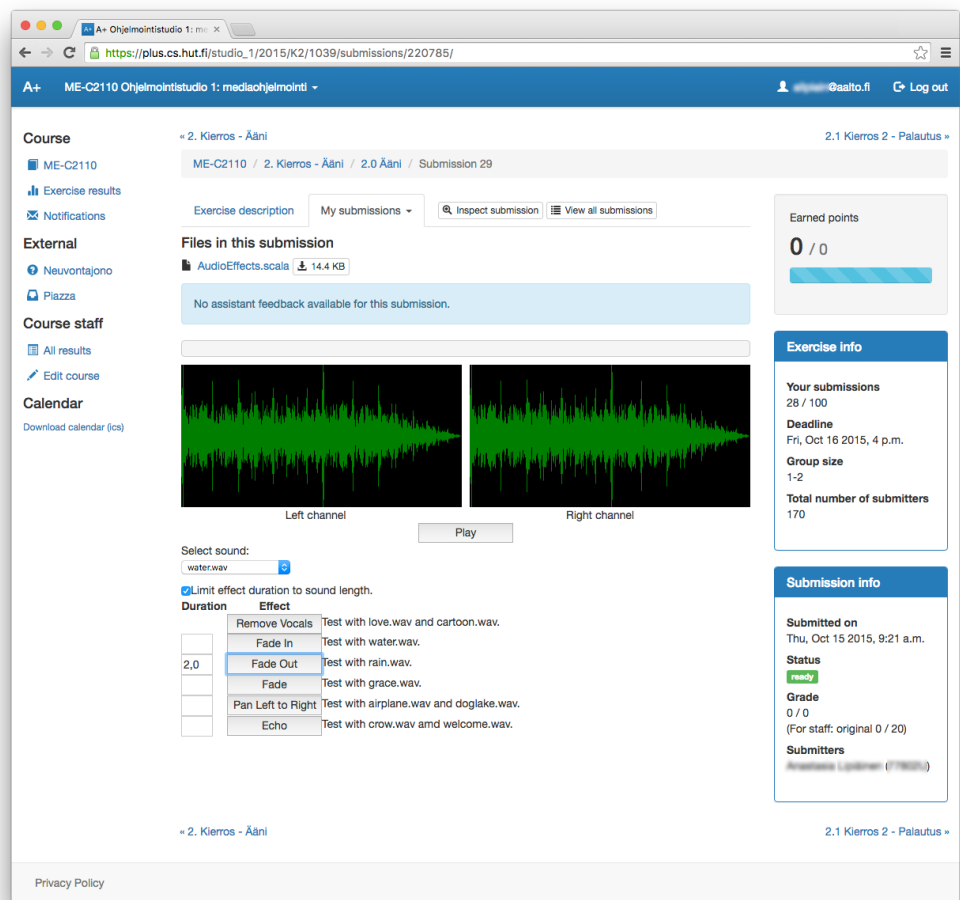 A+ Ohjelmointistudio 1: me
https://plus.cs.hut.fi/studio_1/2015/K2/1039/submissions/220785/
A+ ME-C2110 Ohjelmointistudio 1: mediaohjelmointi @aalto.fi Log out
Course
ME-C2110
Exercise results
Notifications
External
Neuvontajono
Piazza
Course staff
All results
Edit course
Calendar
Download calendar (ics)
« 2. Kierros - Ääni 2.1 Kierros 2 - Palautus »
ME-C2110 / 2. Kierros - Ääni / 2.0 Ääni / Submission 29
Exercise description My submissions Inspect submission View all submissions
Files in this submission
AudioEffects.scala 14.4 KB
No assistant feedback available for this submission.
Left channel Right channel
Play
Select sound:
water.wav
Limit effect duration to sound length.
Duration Effect
Remove Vocals Test with love.wav and cartoon.wav.
Fade In Test with water.wav.
2,0 Fade Out Test with rain.wav.
Fade Test with grace.wav.
Pan Left to Right Test with airplane.wav and doglake.wav.
Echo Test with crow.wav amd welcome.wav.
Earned points
0 / 0
Exercise info
Your submissions
28 / 100
Deadline
Fri, Oct 16 2015, 4 p.m.
Group size
1-2
Total number of submitters
170
Submission info
Submitted on
Thu, Oct 15 2015, 9:21 a.m.
Status
ready
Grade
0 / 0
(For staff: original 0 / 20)
Submitters
« 2. Kierros - Ääni 2.1 Kierros 2 - Palautus »
Privacy Policy